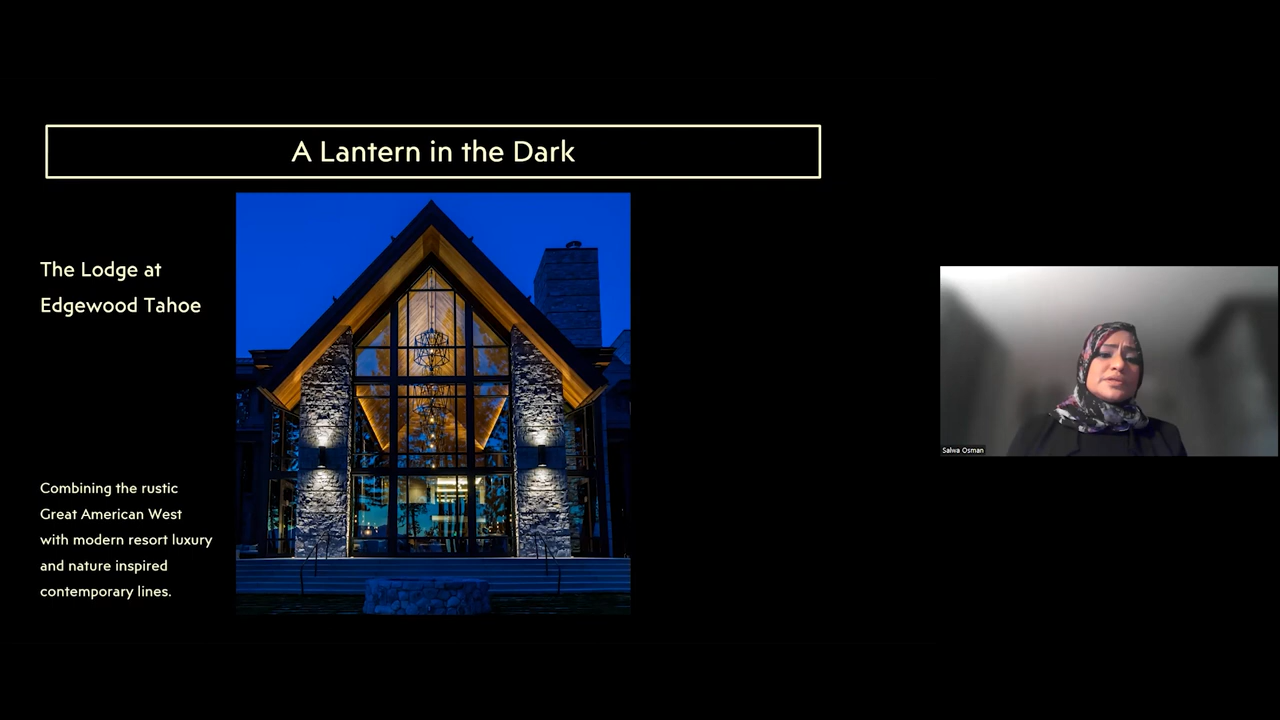 A Lantern in the Dark
The Lodge at
Edgewood Tahoe
Combining the rustic
Great American West
with modern resort luxury
and nature inspired
contemporary lines.
Salwa Osman